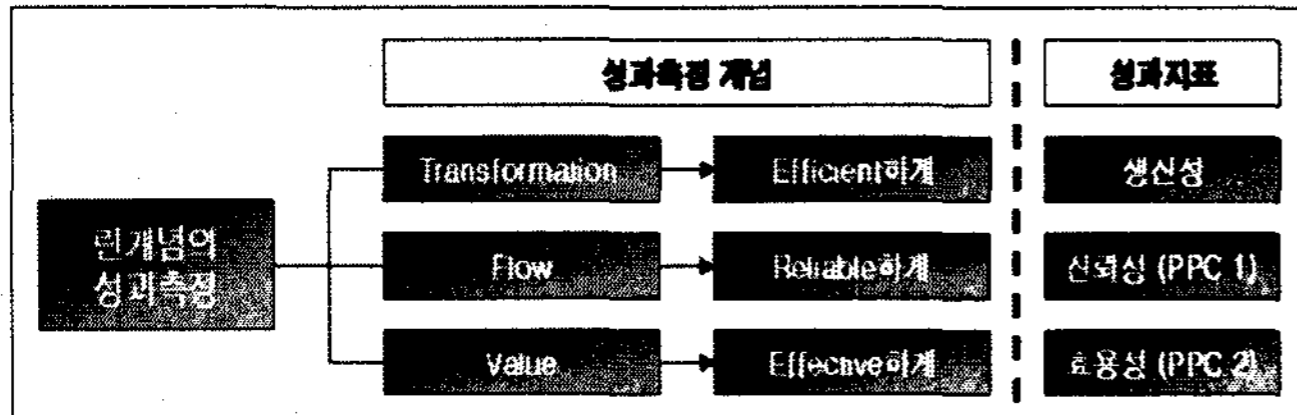 성과측정 개념
성과지표
Transformation
Efficient하게
생산성
린개념의
성과측정
Flow
Reliable하게
신뢰성 (PPC 1)
Value
Effective하게
효용성 (PPC 2)